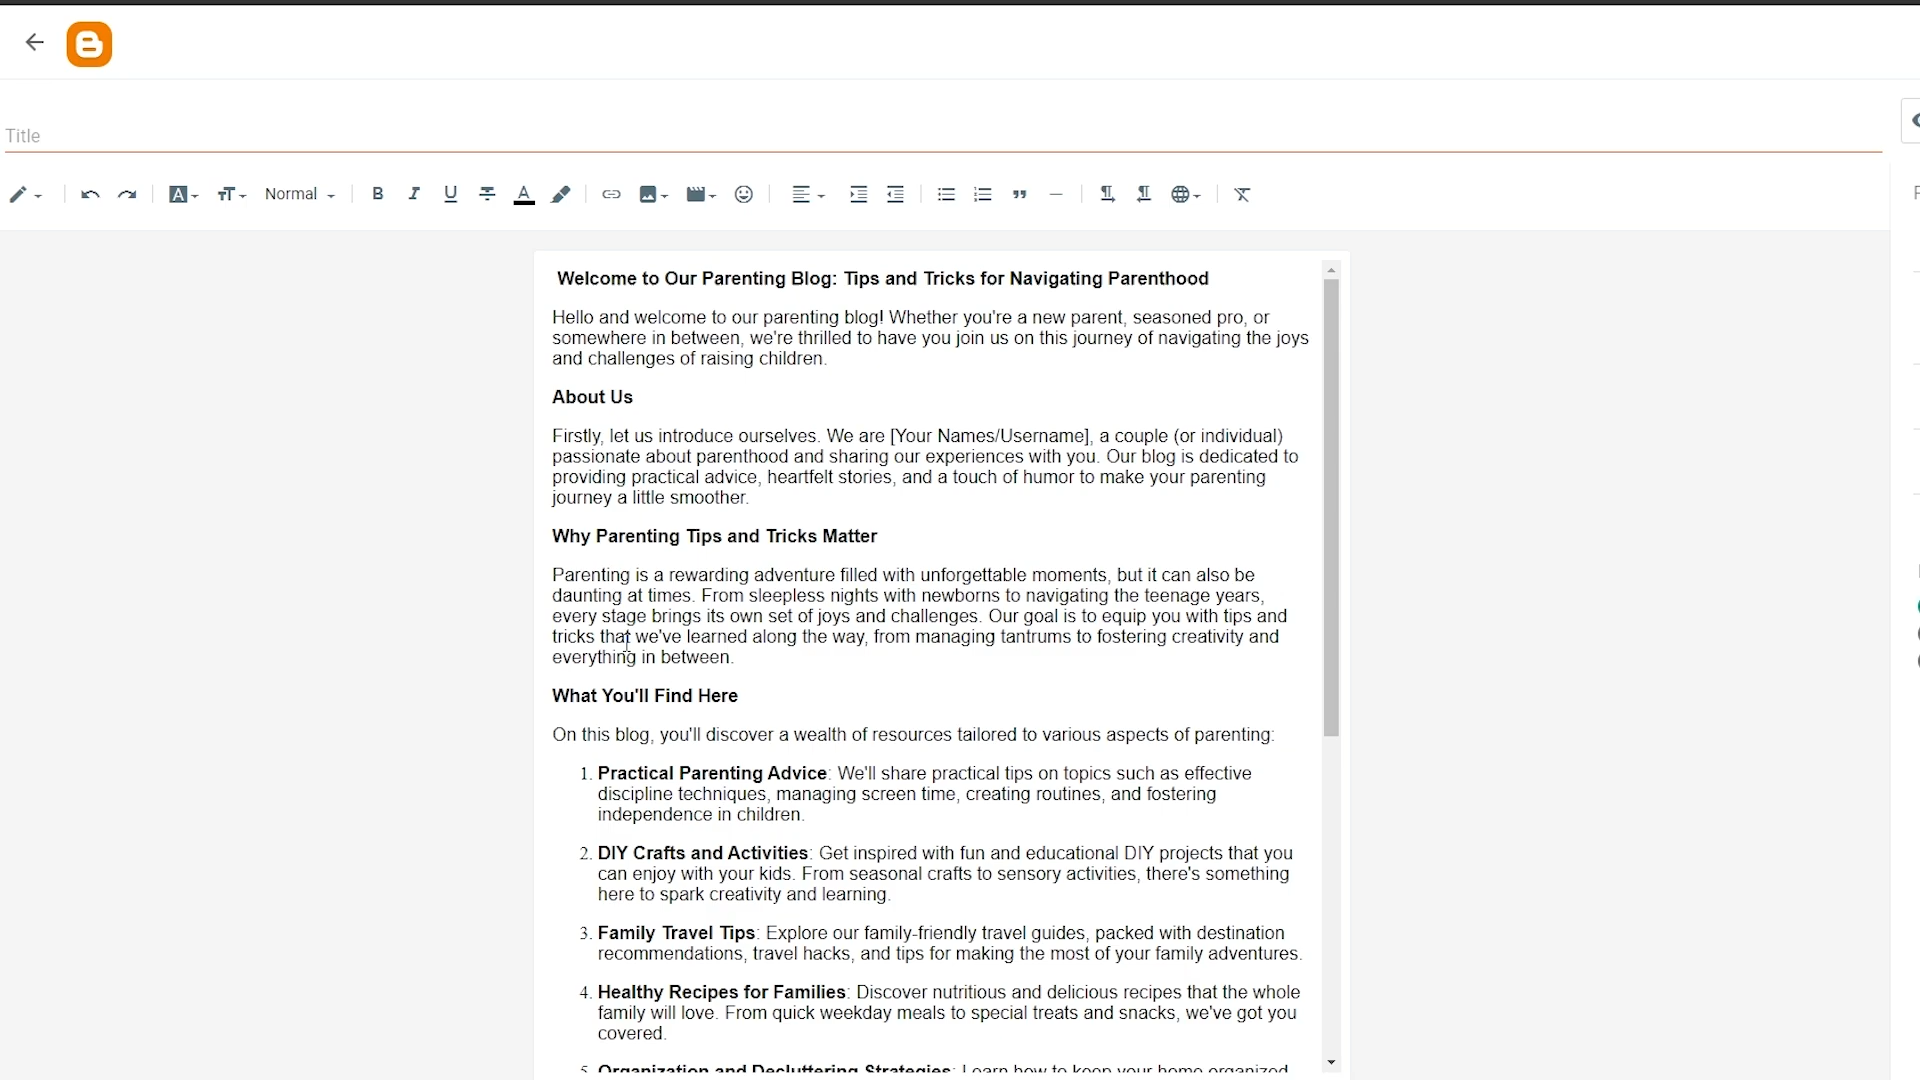 Title
Normal
Welcome to Our Parenting Blog: Tips and Tricks for Navigating Parenthood
Hello and welcome to our parenting blog! Whether you're a new parent, seasoned pro, or
somewhere in between, we're thrilled to have you join us on this journey of navigating the joys
and challenges of raising children.
About Us
Firstly, let us introduce ourselves. We are [Your Names/Username], a couple (or individual)
passionate about parenthood and sharing our experiences with you. Our blog is dedicated to
providing practical advice, heartfelt stories, and a touch of humor to make your parenting
journey a little smoother.
Why Parenting Tips and Tricks Matter
Parenting is a rewarding adventure filled with unforgettable moments, but it can also be
daunting at times. From sleepless nights with newborns to navigating the teenage years,
every stage brings its own set of joys and challenges. Our goal is to equip you with tips and
tricks that we've learned along the way, from managing tantrums to fostering creativity and
everything in between.
What You'll Find Here
On this blog, you'll discover a wealth of resources tailored to various aspects of parenting:
1. Practical Parenting Advice: We'll share practical tips on topics such as effective
discipline techniques, managing screen time, creating routines, and fostering
independence in children.
2. DIY Crafts and Activities: Get inspired with fun and educational DIY projects that you
can enjoy with your kids. From seasonal crafts to sensory activities, there's something
here to spark creativity and learning.
3. Family Travel Tips: Explore our family-friendly travel guides, packed with destination
recommendations, travel hacks, and tips for making the most of your family adventures.
4. Healthy Recipes for Families: Discover nutritious and delicious recipes that the whole
family will love. From quick weekday meals to special treats and snacks, we've got you
covered.
5. Organization and Decluttering Strategies: Learn how to keep your home organized